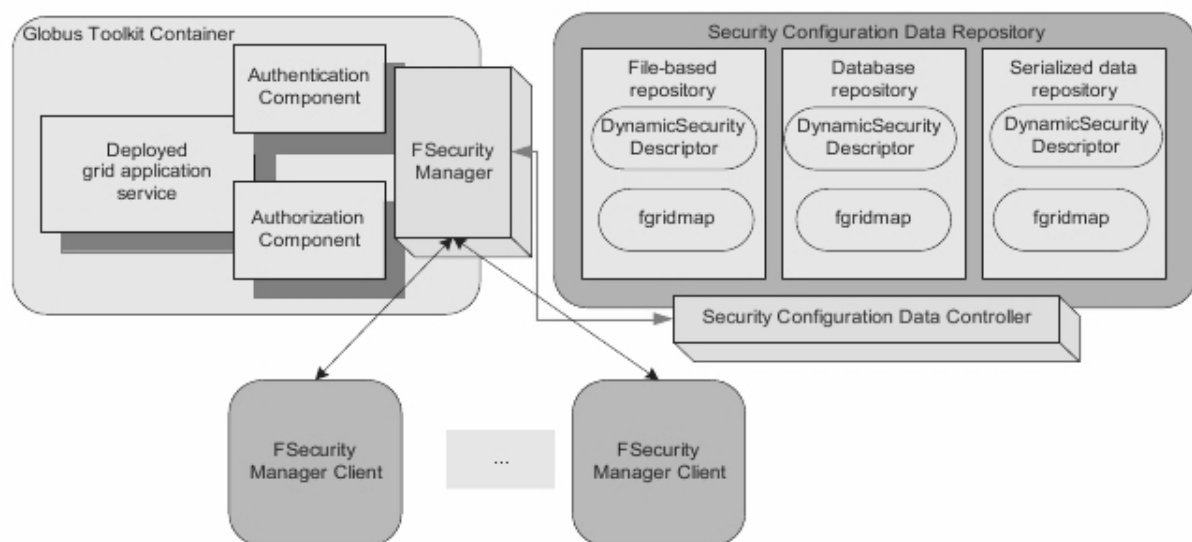 Globus Toolkit Container
Authentication
Component
Deployed
grid application
service
Authorization
Component
FSecurity
Manager
Security Configuration Data Repository
File-based
repository
DynamicSecurity
Descriptor
fgridmap
Database
repository
DynamicSecurity
Descriptor
fgridmap
Serialized data
repository
DynamicSecurity
Descriptor
fgridmap
Security Configuration Data Controller
FSecurity
Manager Client
...
FSecurity
Manager Client